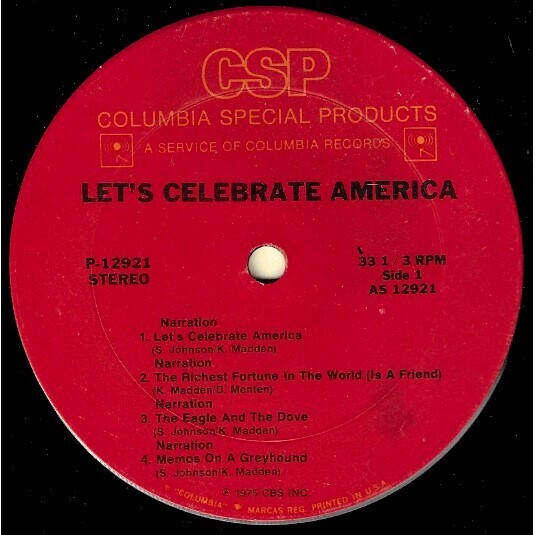 CSP
COLUMBIA SPECIAL PRODUCTS
A SERVICE OF COLUMBIA RECORDS
LET'S CELEBRATE AMERICA
P-12921
STEREO
33 1/3 RPM
Side 1
AS 12921
Narration
1. Let's Celebrate America
(S. Johnson/K. Madden)
Narration
2. The Richest Fortune In The World (Is A Friend)
(K. Madden/D. Menten)
Narration
3. The Eagle And The Dove
(S. Johnson/K. Madden)
Narration
4. Memos On A Greyhound
(S. Johnson/K. Madden)
℗ 1975 CBS INC.
"COLUMBIA" MARCAS REG. PRINTED IN U.S.A.